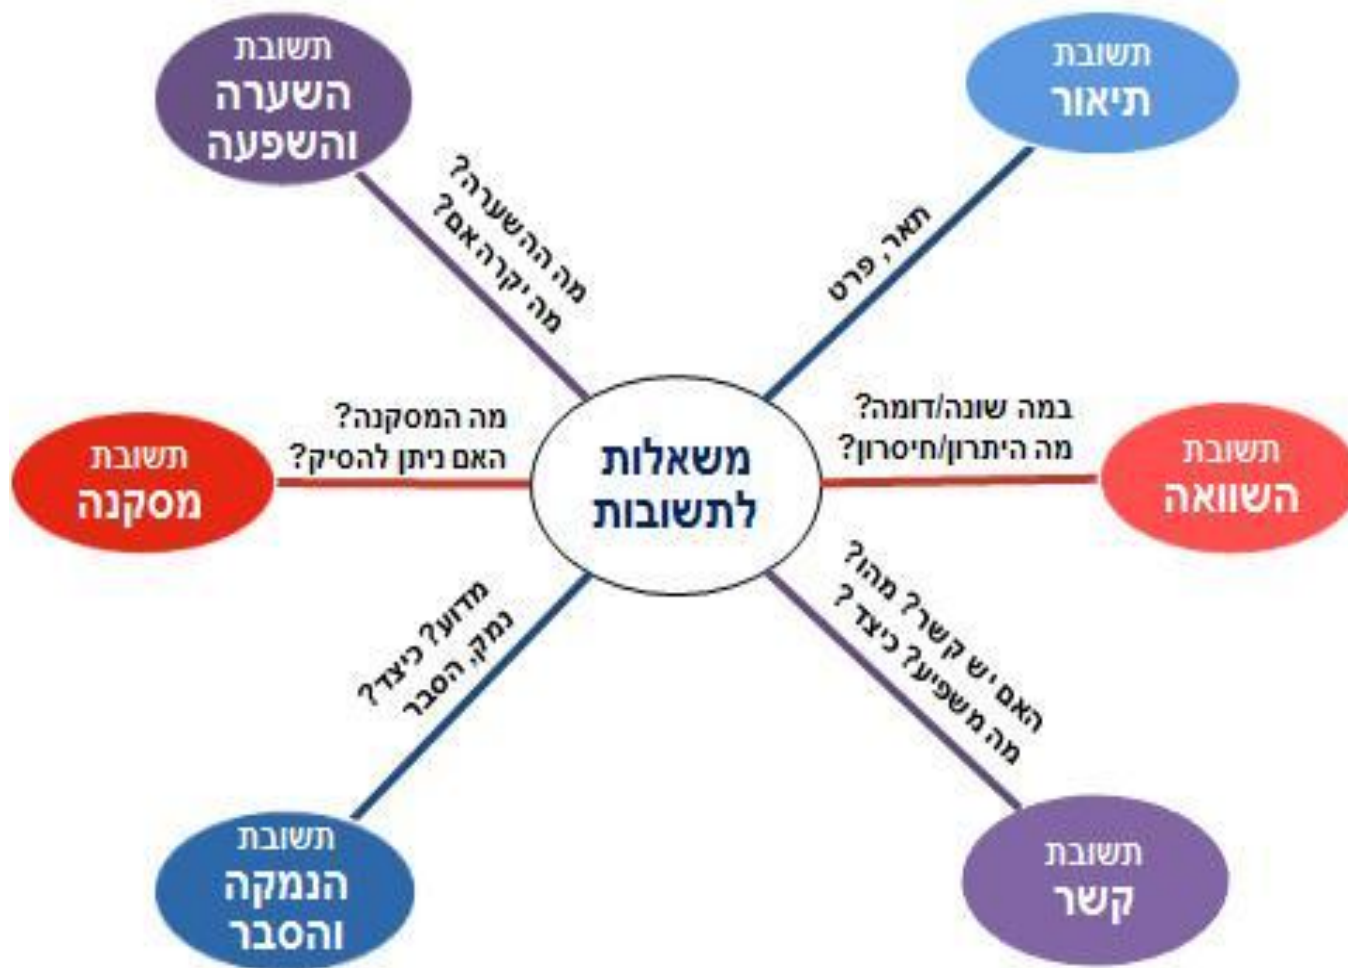 משאלות
לתשובות
תשובת
תיאור
תאר, פרט
תשובת
השוואה
במה שונה/דומה?
מה היתרון/חיסרון?
תשובת
קשר
האם יש קשר? מהו?
מה משפיע? כיצד ?
תשובת
הנמקה
והסבר
מדוע? כיצד?
נמק, הסבר
תשובת
מסקנה
מה המסקנה?
האם ניתן להסיק?
תשובת
השערה
והשפעה
מה ההשערה?
מה יקרה אם?